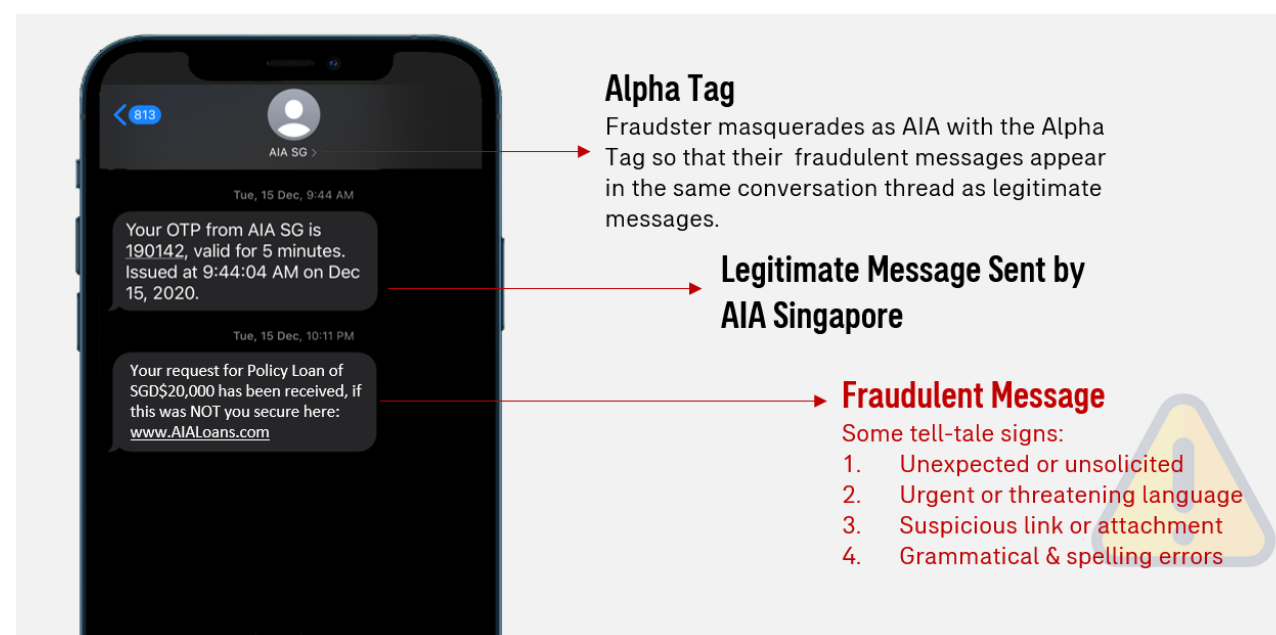 813
AIA SG >
Tue, 15 Dec, 9:44 AM
Your OTP from AIA SG is
190142, valid for 5 minutes.
Issued at 9:44:04 AM on Dec
15, 2020.
Tue, 15 Dec, 10:11 PM
Your request for Policy Loan of
SGD$20,000 has been received, if
this was NOT you secure here:
www.AIALoans.com
Alpha Tag
Fraudster masquerades as AIA with the Alpha
Tag so that their fraudulent messages appear
in the same conversation thread as legitimate
messages.
Legitimate Message Sent by
AIA Singapore
Fraudulent Message
Some tell-tale signs:
1. Unexpected or unsolicited
2. Urgent or threatening language
3. Suspicious link or attachment
4. Grammatical & spelling errors